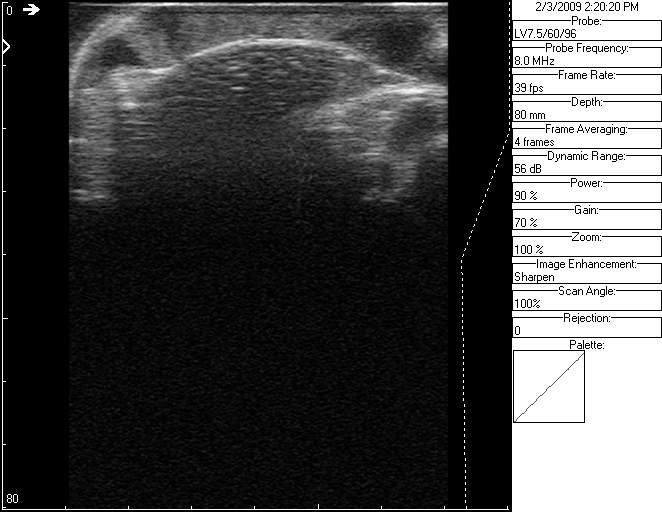 0
80
2/3/2009 2:20:20 PM
Probe:
LV7.5/60/96
Probe Frequency:
8.0 MHz
Frame Rate:
39 fps
Depth:
80 mm
Frame Averaging:
4 frames
Dynamic Range:
56 dB
Power:
90 %
Gain:
70 %
Zoom:
100 %
Image Enhancement:
Sharpen
Scan Angle:
100%
Rejection:
0
Palette: